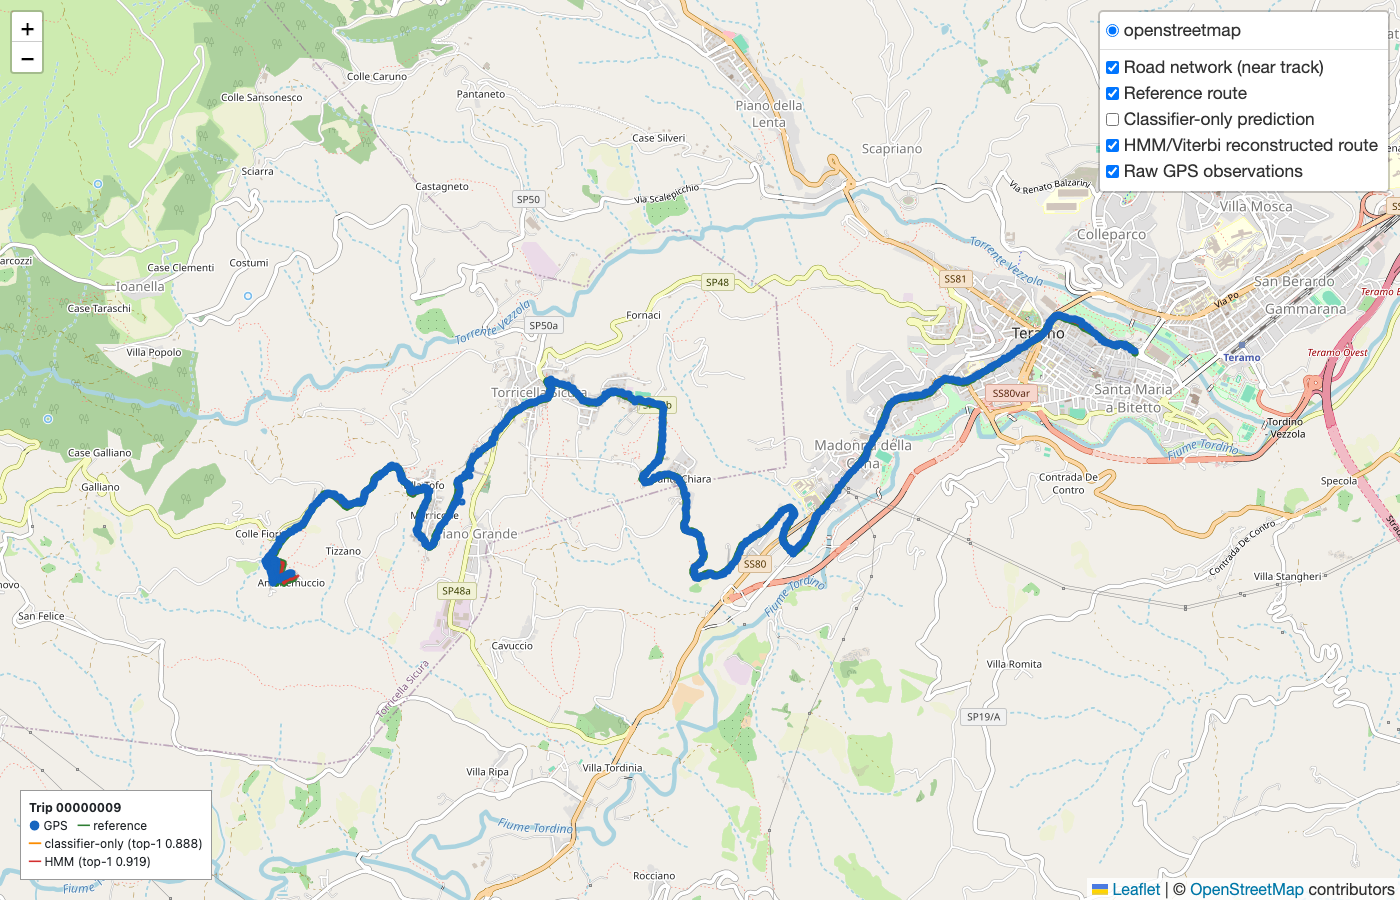 +
−
openstreetmap
Road network (near track)
Reference route
Classifier-only prediction
HMM/Viterbi reconstructed route
Raw GPS observations
Colle Caruno
Colle Sansonesco
Pantaneto
Piano della
Lenta
Case Silveri
Scapriano
Sciarra
Castagneto
SP50
Via Scalepicchio
Via Renato Balzarini
Villa Mosca
Colleparco
Torrente Vezzola
Case Clementi
Costumi
Ioanella
SP48
SS81
San Berardo
Via Po
Gammarana
Case Taraschi
Fornaci
SP50a
Torrente Vezzola
Teramo
Villa Popolo
Teramo
Teramo Ovest
Torricella Sicura
SS80var
Santa Maria
a Bitetto
Tordino
Vezzola
Case Galliano
Madonna della
Fiume Tordino
Galliano
Contrada De
Contro
Specola
Colle
Tizzano
SS80
Contrada De Contro
Villa Stangheri
Fiume Tordino
SP48a
San Felice
Cavuccio
Villa Romita
Torricella Sicura
SP19/A
Villa Ripa
Villa Tordinia
Fiume Tordino
Rocciano
Fiume
Trip 00000009
GPS reference
classifier-only (top-1 0.888)
HMM (top-1 0.919)
Leaflet | © OpenStreetMap contributors